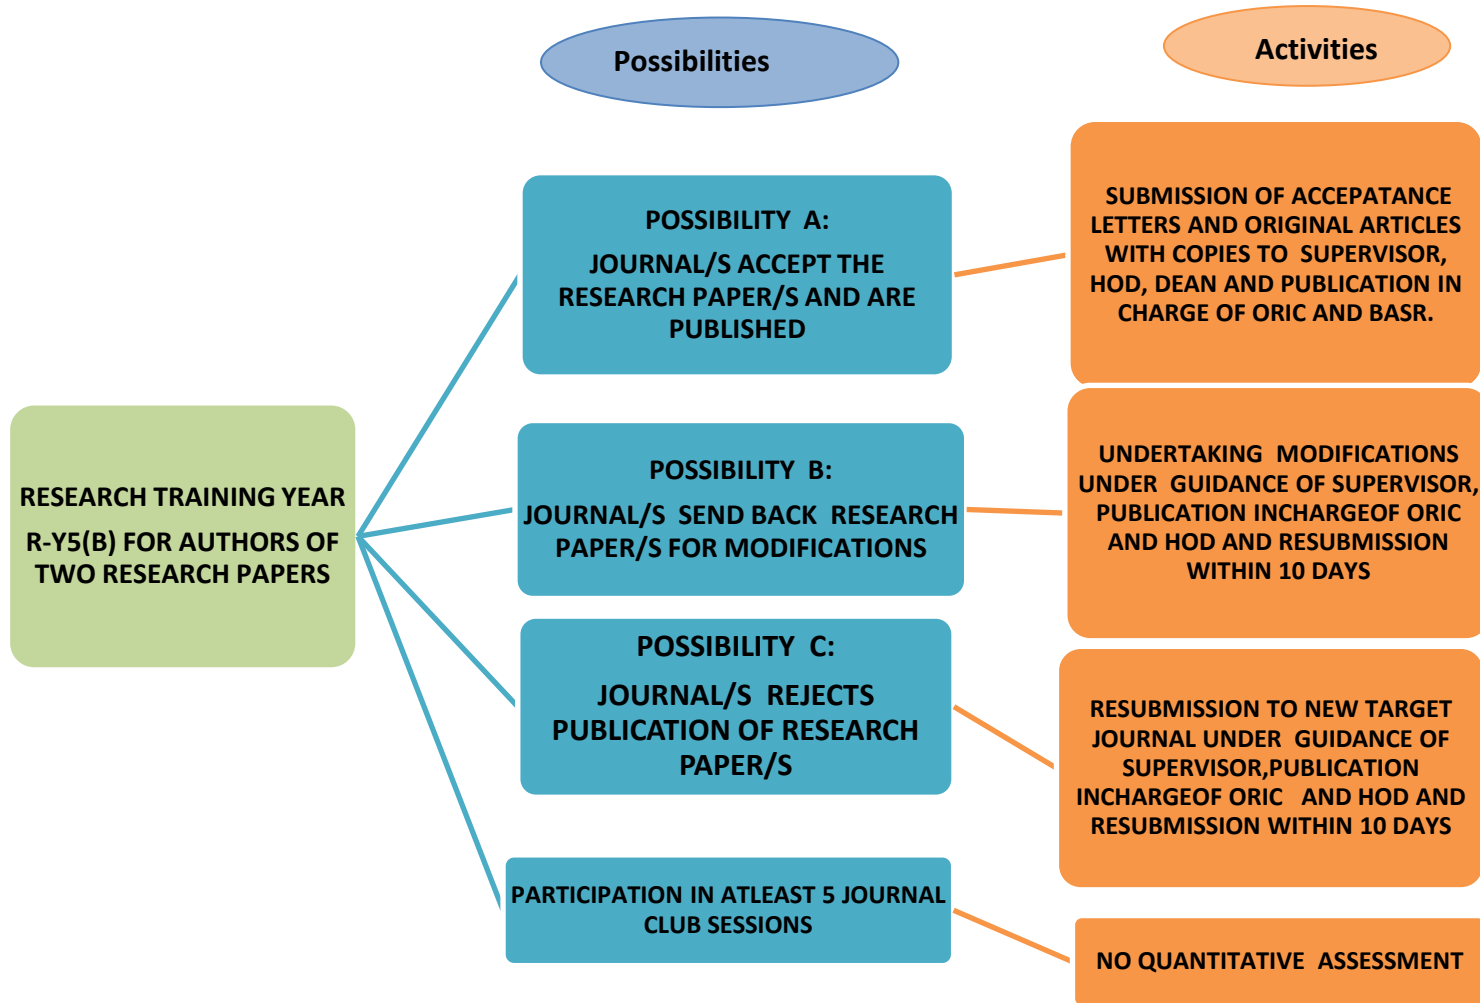 Possibilities
Activities
RESEARCH TRAINING YEAR
R-Y5(B) FOR AUTHORS OF
TWO RESEARCH PAPERS
POSSIBILITY A:
JOURNAL/S ACCEPT THE
RESEARCH PAPER/S AND ARE
PUBLISHED
SUBMISSION OF ACCEPATANCE
LETTERS AND ORIGINAL ARTICLES
WITH COPIES TO SUPERVISOR,
HOD, DEAN AND PUBLICATION IN
CHARGE OF ORIC AND BASR.
POSSIBILITY B:
JOURNAL/S SEND BACK RESEARCH
PAPER/S FOR MODIFICATIONS
UNDERTAKING MODIFICATIONS
UNDER GUIDANCE OF SUPERVISOR,
PUBLICATION INCHARGEOF ORIC
AND HOD AND RESUBMISSION
WITHIN 10 DAYS
POSSIBILITY C:
JOURNAL/S REJECTS
PUBLICATION OF RESEARCH
PAPER/S
RESUBMISSION TO NEW TARGET
JOURNAL UNDER GUIDANCE OF
SUPERVISOR,PUBLICATION
INCHARGEOF ORIC AND HOD AND
RESUBMISSION WITHIN 10 DAYS
PARTICIPATION IN ATLEAST 5 JOURNAL
CLUB SESSIONS
NO QUANTITATIVE ASSESSMENT